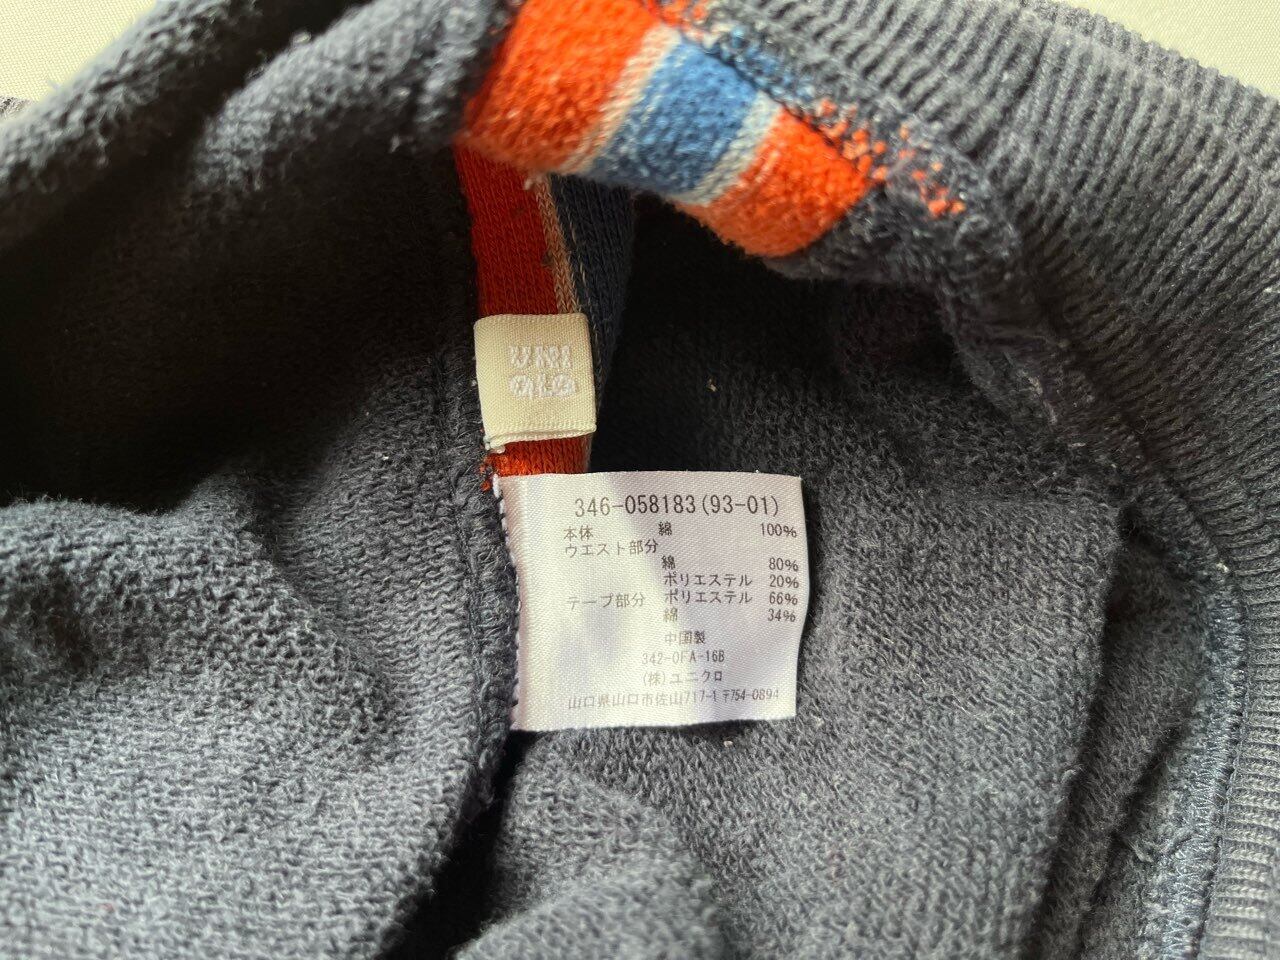 UNI
QLO
346-058183(93-01)
本体 綿 100%
ウエスト部分
綿 80%
ポリエステル 20%
テープ部分 ポリエステル 66%
綿 34%
中国製
342-0FA-16B
(株)ユニクロ
山口県山口市佐山717-1 〒754-0894